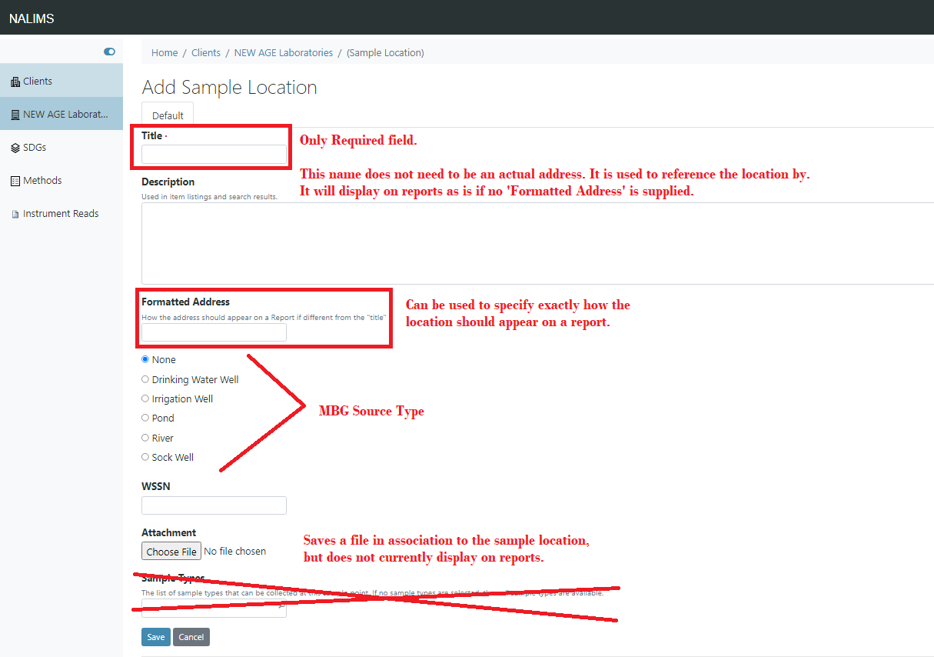 NALIMS
Home / Clients / NEW AGE Laboratories / (Sample Location)
Clients
NEW AGE Laborat...
SDGs
Methods
Instrument Reads
Add Sample Location
Default
Title
Only Required field.
This name does not need to be an actual address. It is used to reference the location by.
It will display on reports as is if no 'Formatted Address' is supplied.
Description
Used in item listings and search results.
Formatted Address
How the address should appear on a Report if different from the "title"
Can be used to specify exactly how the
location should appear on a report.
None
Drinking Water Well
Irrigation Well
Pond
River
Sock Well
MBG Source Type
WSSN
Attachment
Choose File No file chosen
Saves a file in association to the sample location,
but does not currently display on reports.
Sample Types
The list of sample types that can be collected at this sample point. If no sample types are selected, sample types are available.
Save
Cancel